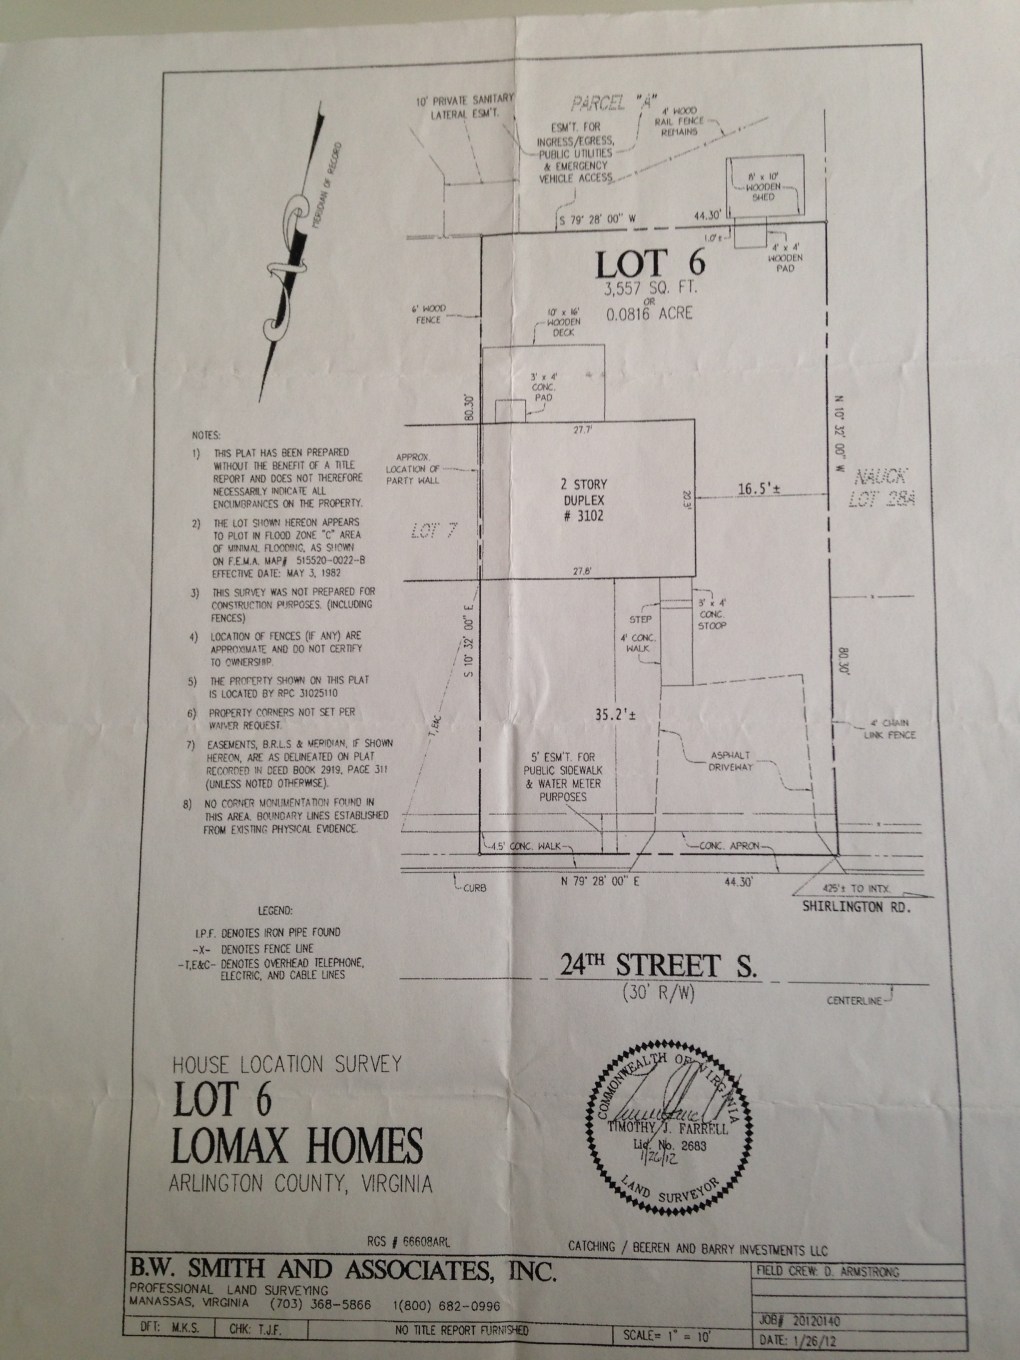 10' PRIVATE SANITARY
LATERAL ESM'T.
PARCEL "A"
ESM'T. FOR
INGRESS/EGRESS,
PUBLIC UTILITIES
& EMERGENCY
VEHICLE ACCESS
4' WOOD
RAIL FENCE
REMAINS
MERIDIAN OF RECORD
8' x 10'
WOODEN
SHED
S 79° 28' 00" W
44.30'
1.0'±
4' x 4'
WOODEN
PAD
LOT 6
3,557 SQ. FT.
OR
0.0816 ACRE
6' WOOD
FENCE
10' x 16'
WOODEN
DECK
3' x 4'
CONC.
PAD
80.30'
27.7'
N 10° 32' 00" W
NOTES:
1) THIS PLAT HAS BEEN PREPARED
WITHOUT THE BENEFIT OF A TITLE
REPORT AND DOES NOT THEREFORE
NECESSARILY INDICATE ALL
ENCUMBRANCES ON THE PROPERTY.
2) THE LOT SHOWN HEREON APPEARS
TO PLOT IN FLOOD ZONE "C" AREA
OF MINIMAL FLOODING, AS SHOWN
ON F.E.M.A. MAP# 515520-0022-B
EFFECTIVE DATE: MAY 3, 1982
3) THIS SURVEY WAS NOT PREPARED FOR
CONSTRUCTION PURPOSES. (INCLUDING
FENCES)
4) LOCATION OF FENCES (IF ANY) ARE
APPROXIMATE AND DO NOT CERTIFY
TO OWNERSHIP.
5) THE PROPERTY SHOWN ON THIS PLAT
IS LOCATED BY RPC 31025110
6) PROPERTY CORNERS NOT SET PER
WAIVER REQUEST.
7) EASEMENTS, B.R.L.S & MERIDIAN, IF SHOWN
HEREON, ARE AS DELINEATED ON PLAT
RECORDED IN DEED BOOK 2919, PAGE 311
(UNLESS NOTED OTHERWISE).
8) NO CORNER MONUMENTATION FOUND IN
THIS AREA. BOUNDARY LINES ESTABLISHED
FROM EXISTING PHYSICAL EVIDENCE.
APPROX.
LOCATION OF
PARTY WALL
LOT 7
2 STORY
DUPLEX
# 3102
20.3'
16.5'±
NAUCK
LOT 28A
27.6'
S 10° 32' 00" E
STEP
4' CONC.
WALK
3' x 4'
CONC.
STOOP
80.30'
35.2'±
T,E&C
4' CHAIN
LINK FENCE
ASPHALT
DRIVEWAY
5' ESM'T. FOR
PUBLIC SIDEWALK
& WATER METER
PURPOSES
4.5' CONC. WALK
CONC. APRON
CURB
N 79° 28' 00" E
44.30'
425'± TO INTX.
SHIRLINGTON RD.
LEGEND:
I.P.F. DENOTES IRON PIPE FOUND
-X- DENOTES FENCE LINE
-T,E&C- DENOTES OVERHEAD TELEPHONE,
ELECTRIC, AND CABLE LINES
24TH STREET S.
(30' R/W)
CENTERLINE
HOUSE LOCATION SURVEY
LOT 6
LOMAX HOMES
ARLINGTON COUNTY, VIRGINIA
COMMONWEALTH OF VIRGINIA
TIMOTHY J. FARRELL
Lic. No. 2683
1/26/12
LAND SURVEYOR
RGS # 66608ARL
CATCHING / BEEREN AND BARRY INVESTMENTS LLC
B.W. SMITH AND ASSOCIATES, INC.
PROFESSIONAL LAND SURVEYING
MANASSAS, VIRGINIA (703) 368-5866 1(800) 682-0996
FIELD CREW: D. ARMSTRONG
JOB# 20120140
DFT: M.K.S.
CHK: T.J.F.
NO TITLE REPORT FURNISHED
SCALE= 1" = 10'
DATE: 1/26/12